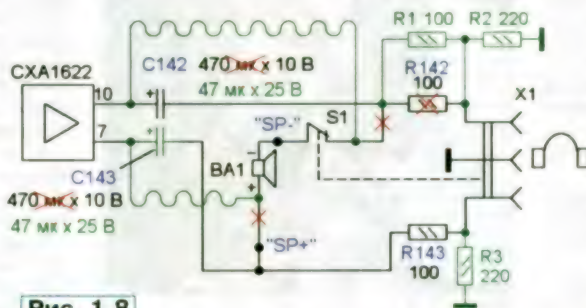 R1 100
R2 220
CXA1622
C142
470 мк x 10 В
47 мк x 25 В
R142
100
X1
10
S1
"SP-"
7
BA1
C143
470 мк x 10 В
47 мк x 25 В
"SP+"
R143
100
R3
220
Рис. 1.8